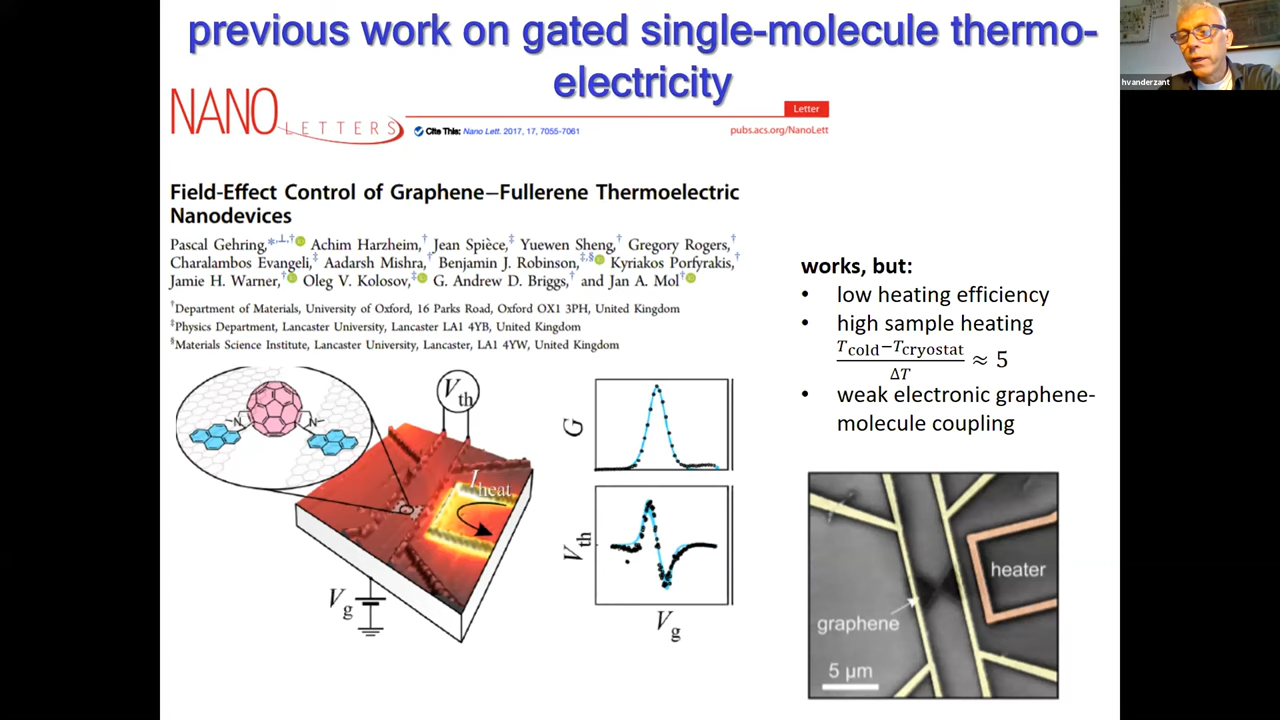 previous work on gated single-molecule thermo-
electricity
hvanderzant
NANO LETTERS
Letter
Cite This: Nano Lett. 2017, 17, 7055-7061
pubs.acs.org/NanoLett
Field-Effect Control of Graphene–Fullerene Thermoelectric
Nanodevices
Pascal Gehring,*,⊥,† Achim Harzheim,† Jean Spièce,‡ Yuewen Sheng,† Gregory Rogers,†
Charalambos Evangeli,‡ Aadarsh Mishra,† Benjamin J. Robinson,‡,§ Kyriakos Porfyrakis,†
Jamie H. Warner,† Oleg V. Kolosov,‡ G. Andrew D. Briggs,† and Jan A. Mol†
†Department of Materials, University of Oxford, 16 Parks Road, Oxford OX1 3PH, United Kingdom
‡Physics Department, Lancaster University, Lancaster LA1 4YB, United Kingdom
§Materials Science Institute, Lancaster University, Lancaster, LA1 4YW, United Kingdom
works, but:
• low heating efficiency
• high sample heating
Tcold−Tcryostat
ΔT
≈ 5
• weak electronic graphene-
molecule coupling
N
N
Vth
Iheat
Vg
G
Vth
Vg
heater
graphene
5 µm